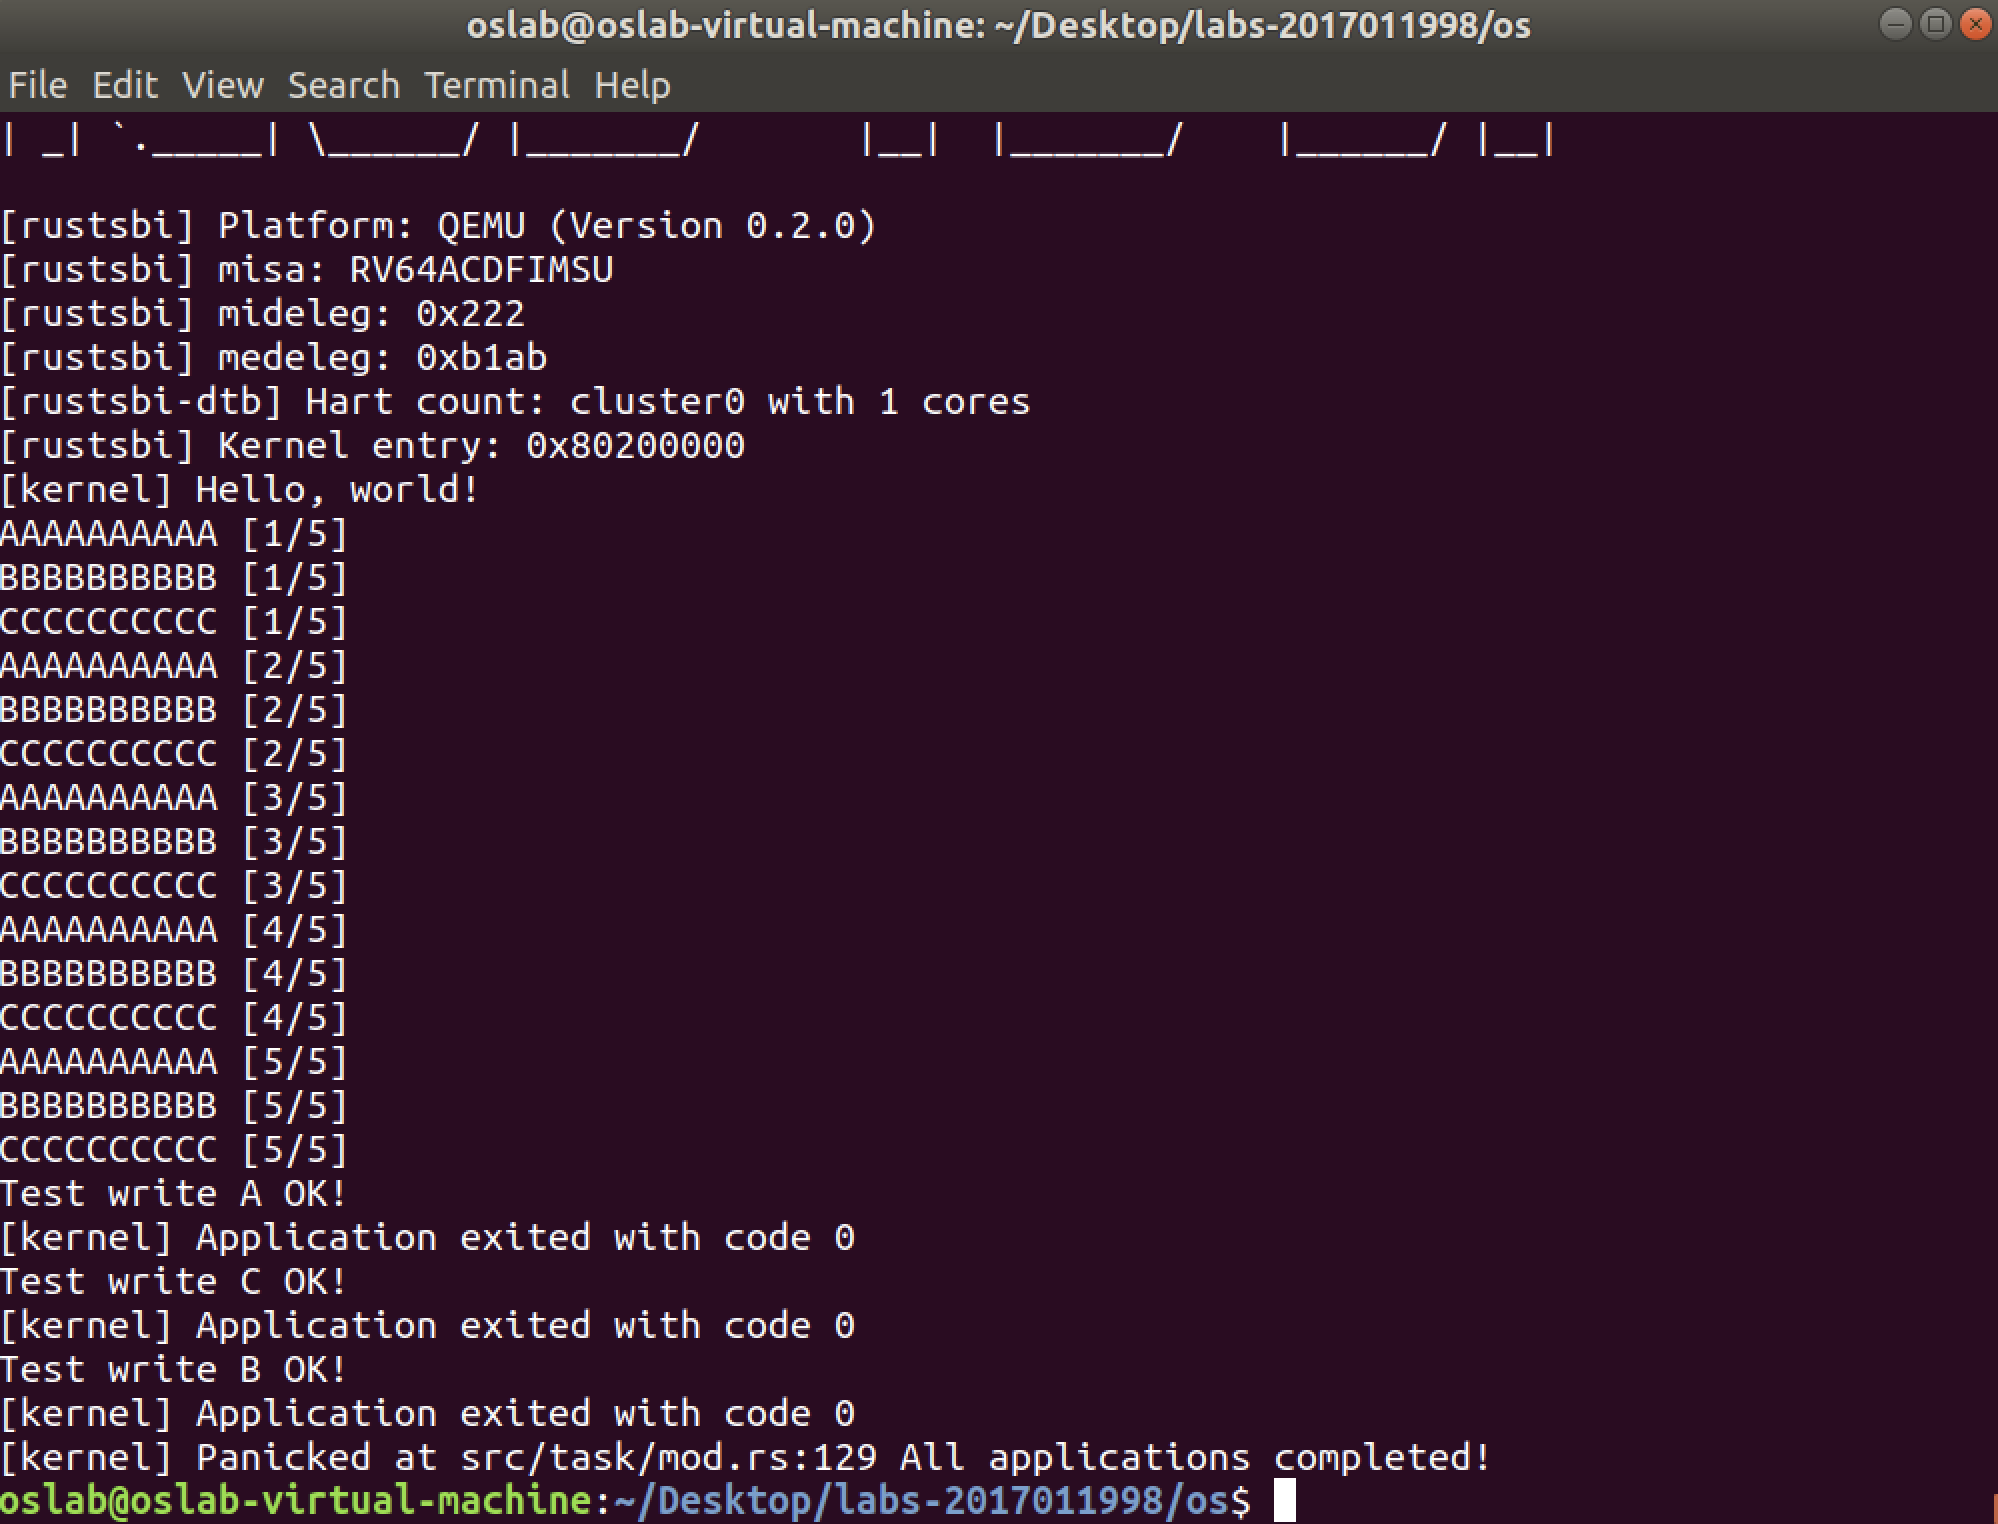 oslab@oslab-virtual-machine: ~/Desktop/labs-2017011998/os
File Edit View Search Terminal Help
| _| `._____| \______/ |_______/       |__|  |_______/    |______/ |__|
[rustsbi] Platform: QEMU (Version 0.2.0)
[rustsbi] misa: RV64ACDFIMSU
[rustsbi] mideleg: 0x222
[rustsbi] medeleg: 0xb1ab
[rustsbi-dtb] Hart count: cluster0 with 1 cores
[rustsbi] Kernel entry: 0x80200000
[kernel] Hello, world!
AAAAAAAAAA [1/5]
BBBBBBBBBB [1/5]
CCCCCCCCCC [1/5]
AAAAAAAAAA [2/5]
BBBBBBBBBB [2/5]
CCCCCCCCCC [2/5]
AAAAAAAAAA [3/5]
BBBBBBBBBB [3/5]
CCCCCCCCCC [3/5]
AAAAAAAAAA [4/5]
BBBBBBBBBB [4/5]
CCCCCCCCCC [4/5]
AAAAAAAAAA [5/5]
BBBBBBBBBB [5/5]
CCCCCCCCCC [5/5]
Test write A OK!
[kernel] Application exited with code 0
Test write C OK!
[kernel] Application exited with code 0
Test write B OK!
[kernel] Application exited with code 0
[kernel] Panicked at src/task/mod.rs:129 All applications completed!
oslab@oslab-virtual-machine:~/Desktop/labs-2017011998/os$